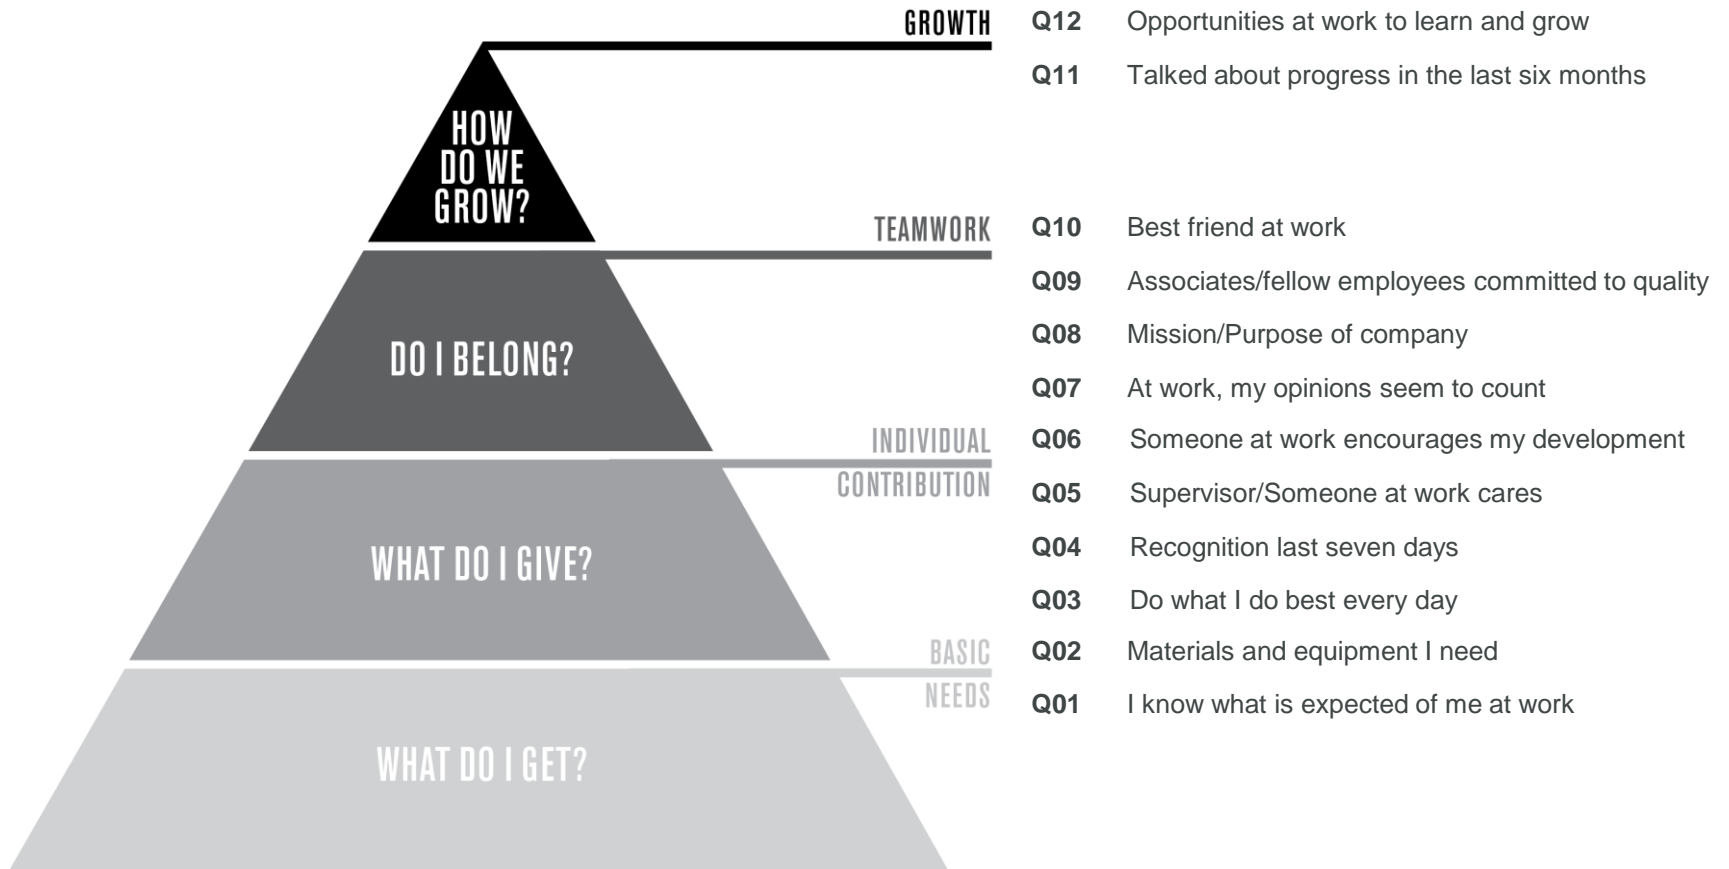 GROWTH
Q12 Opportunities at work to learn and grow
Q11 Talked about progress in the last six months
HOW
DO WE
GROW?
TEAMWORK
Q10 Best friend at work
Q09 Associates/fellow employees committed to quality
Q08 Mission/Purpose of company
Q07 At work, my opinions seem to count
DO I BELONG?
INDIVIDUAL
CONTRIBUTION
Q06 Someone at work encourages my development
Q05 Supervisor/Someone at work cares
Q04 Recognition last seven days
Q03 Do what I do best every day
WHAT DO I GIVE?
BASIC
NEEDS
Q02 Materials and equipment I need
Q01 I know what is expected of me at work
WHAT DO I GET?